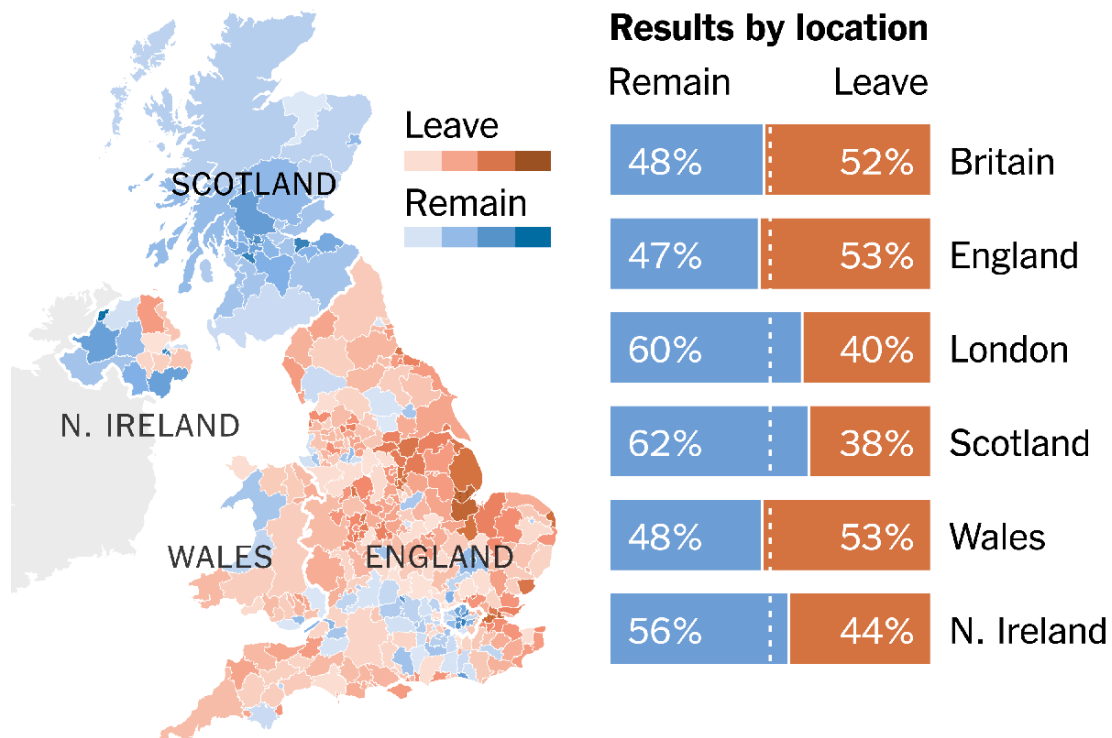 Leave
Remain
SCOTLAND
N. IRELAND
WALES
ENGLAND
Results by location
Remain Leave
48% 52% Britain
47% 53% England
60% 40% London
62% 38% Scotland
48% 53% Wales
56% 44% N. Ireland